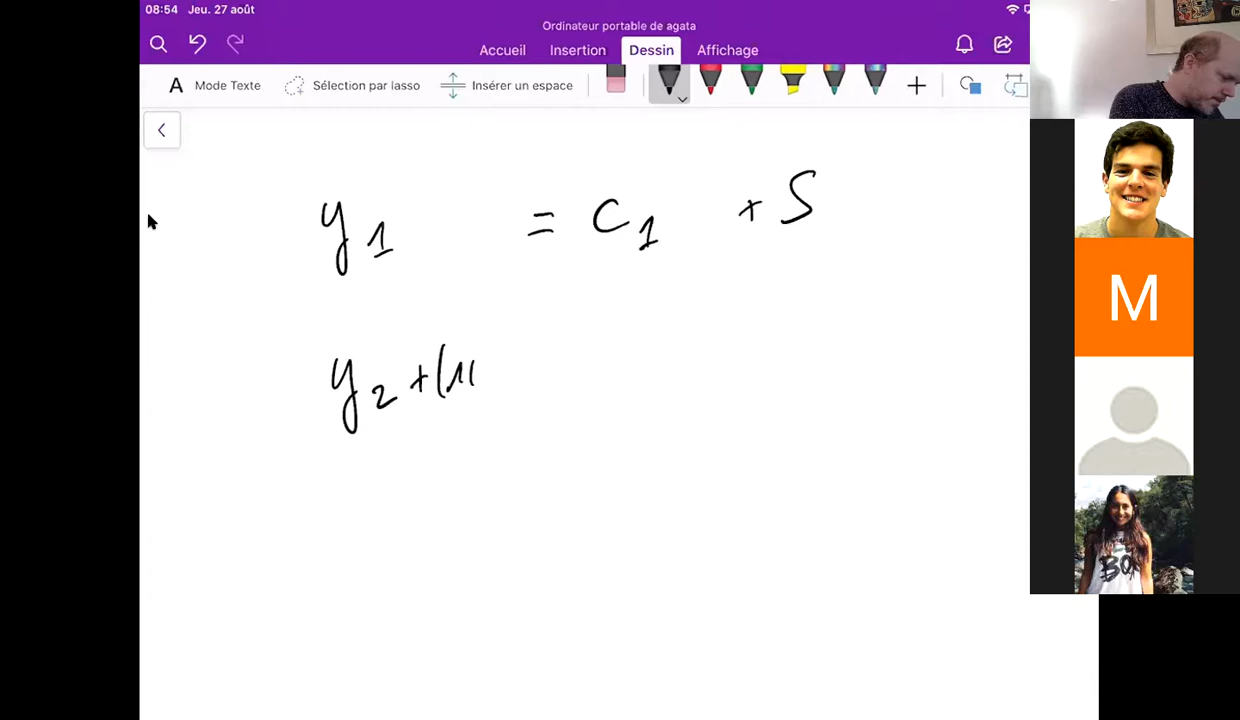 08:54 Jeu. 27 août
Ordinateur portable de agata
Accueil Insertion Dessin Affichage
A Mode Texte Sélection par lasso Insérer un espace
y1 = c1 + S
y2 + (
M
BO